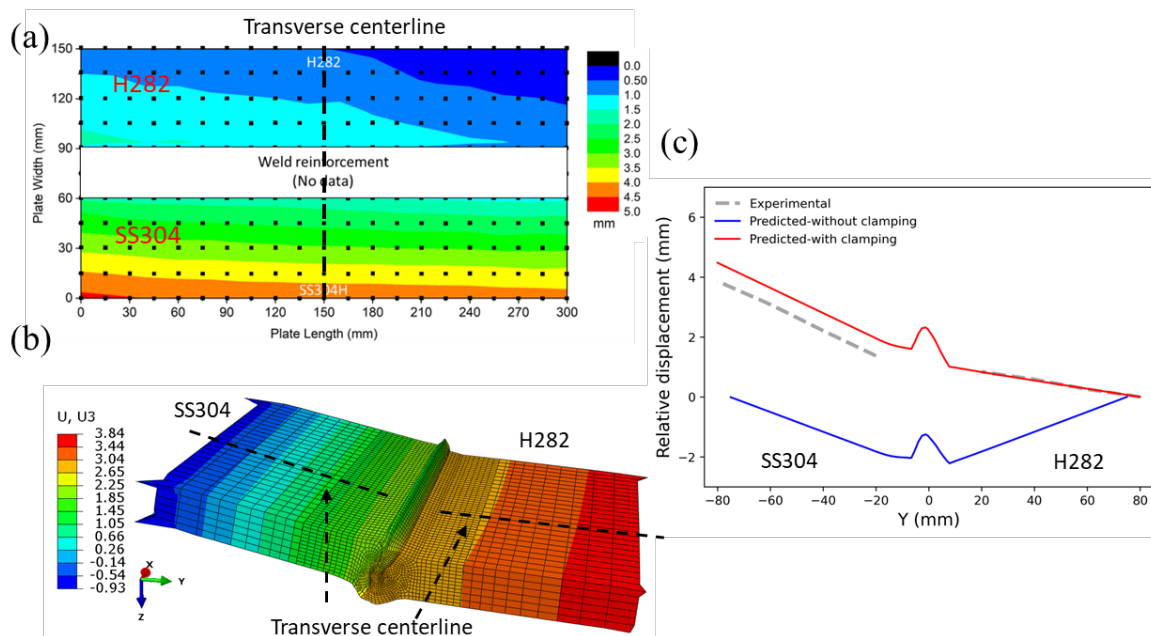 (a)
Transverse centerline
150
120
90
60
30
0
Plate Width (mm)
H282
H282
Weld reinforcement
(No data)
SS304
SS304H
0 30 60 90 120 150 180 210 240 270 300
Plate Length (mm)
0.0
0.50
1.0
1.5
2.0
2.5
3.0
3.5
4.0
4.5
5.0
mm
(b)
U, U3
3.84
3.44
3.04
2.65
2.25
1.85
1.45
1.05
0.66
0.26
-0.14
-0.54
-0.93
X
Y
Z
SS304
H282
Transverse centerline
(c)
Relative displacement (mm)
6
4
2
0
−2
Experimental
Predicted-without clamping
Predicted-with clamping
SS304
H282
−80 −60 −40 −20 0 20 40 60 80
Y (mm)